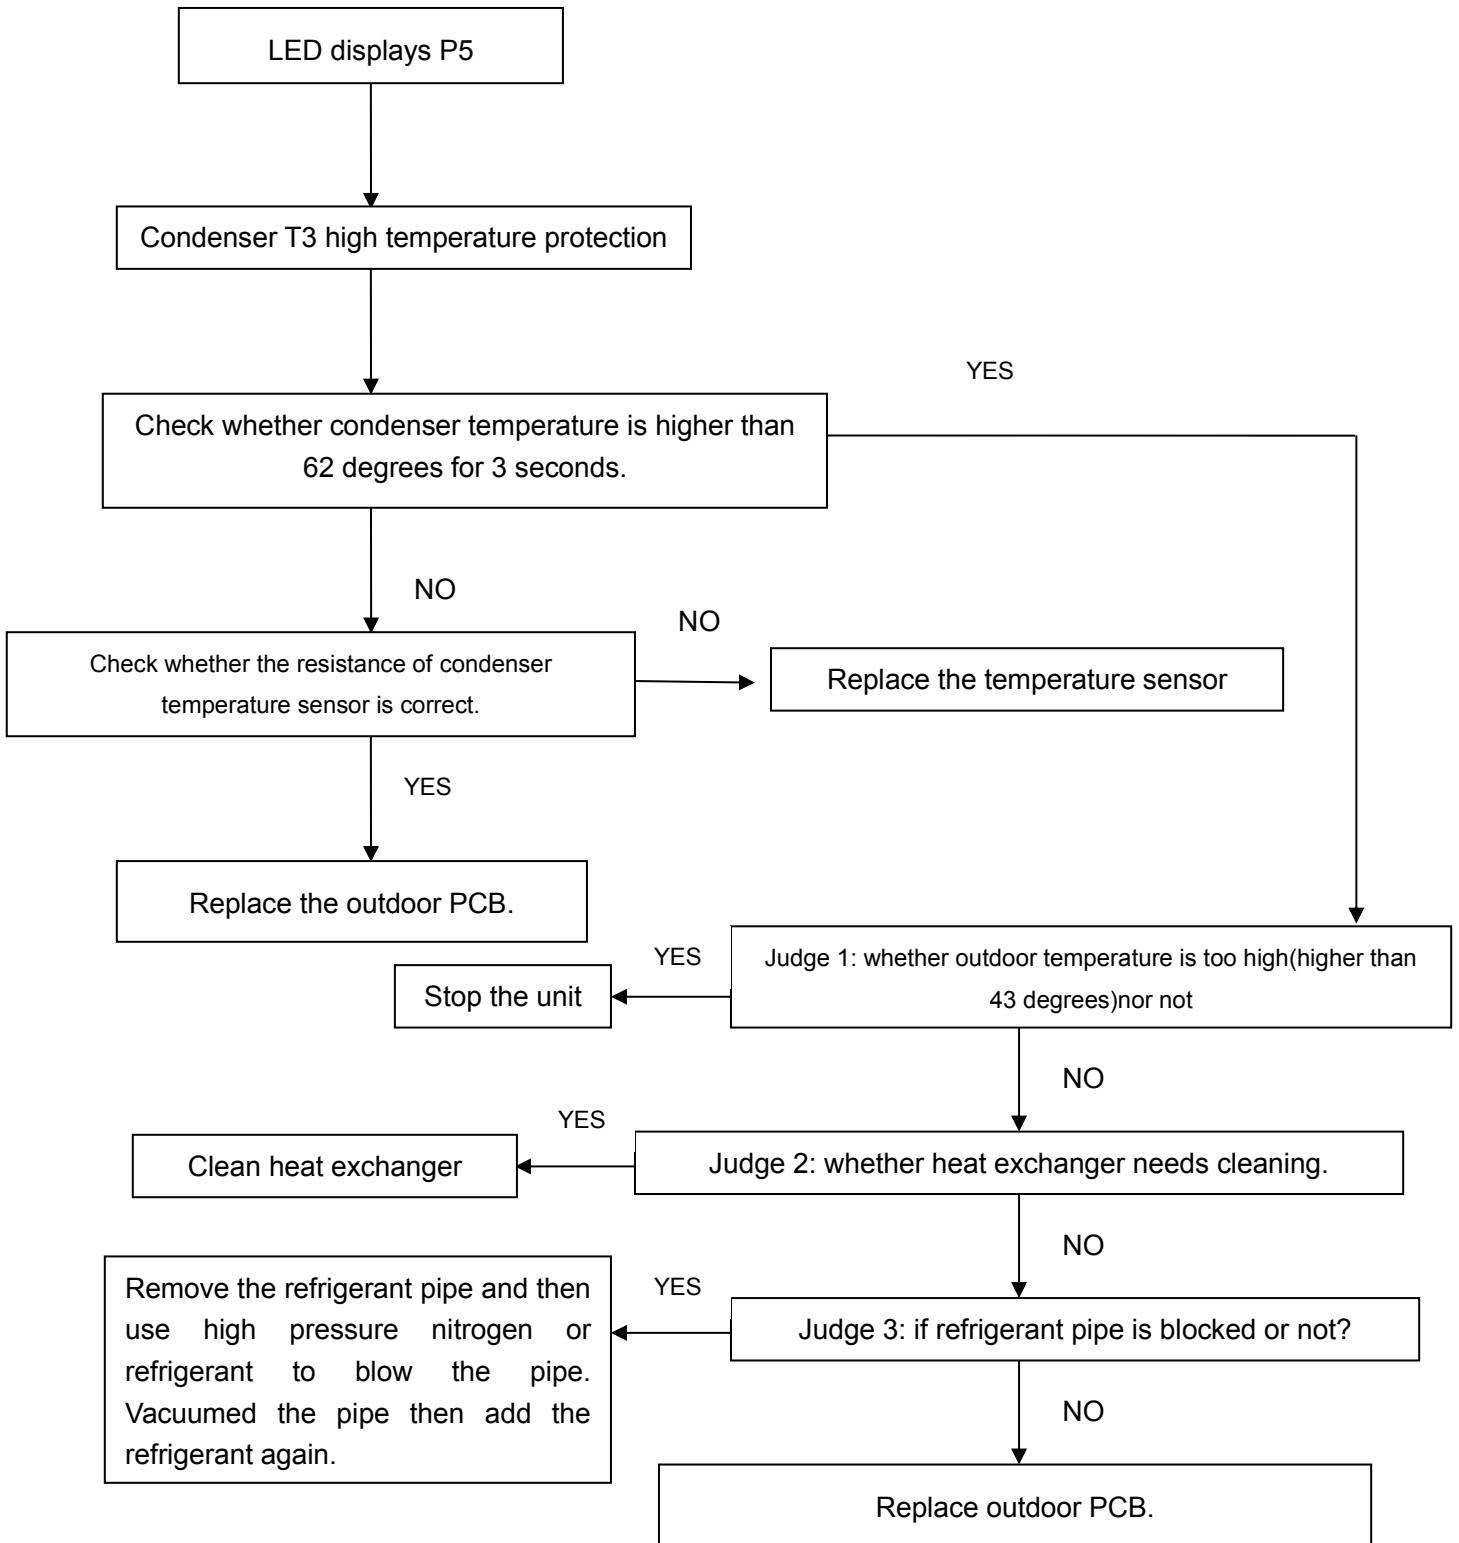 LED displays P5
Condenser T3 high temperature protection
YES
Check whether condenser temperature is higher than
62 degrees for 3 seconds.
NO
NO
Check whether the resistance of condenser
temperature sensor is correct.
Replace the temperature sensor
YES
Replace the outdoor PCB.
YES
Judge 1: whether outdoor temperature is too high(higher than
43 degrees)nor not
Stop the unit
NO
YES
Clean heat exchanger
Judge 2: whether heat exchanger needs cleaning.
NO
Remove the refrigerant pipe and then
use high pressure nitrogen or
refrigerant to blow the pipe.
Vacuumed the pipe then add the
refrigerant again.
YES
Judge 3: if refrigerant pipe is blocked or not?
NO
Replace outdoor PCB.